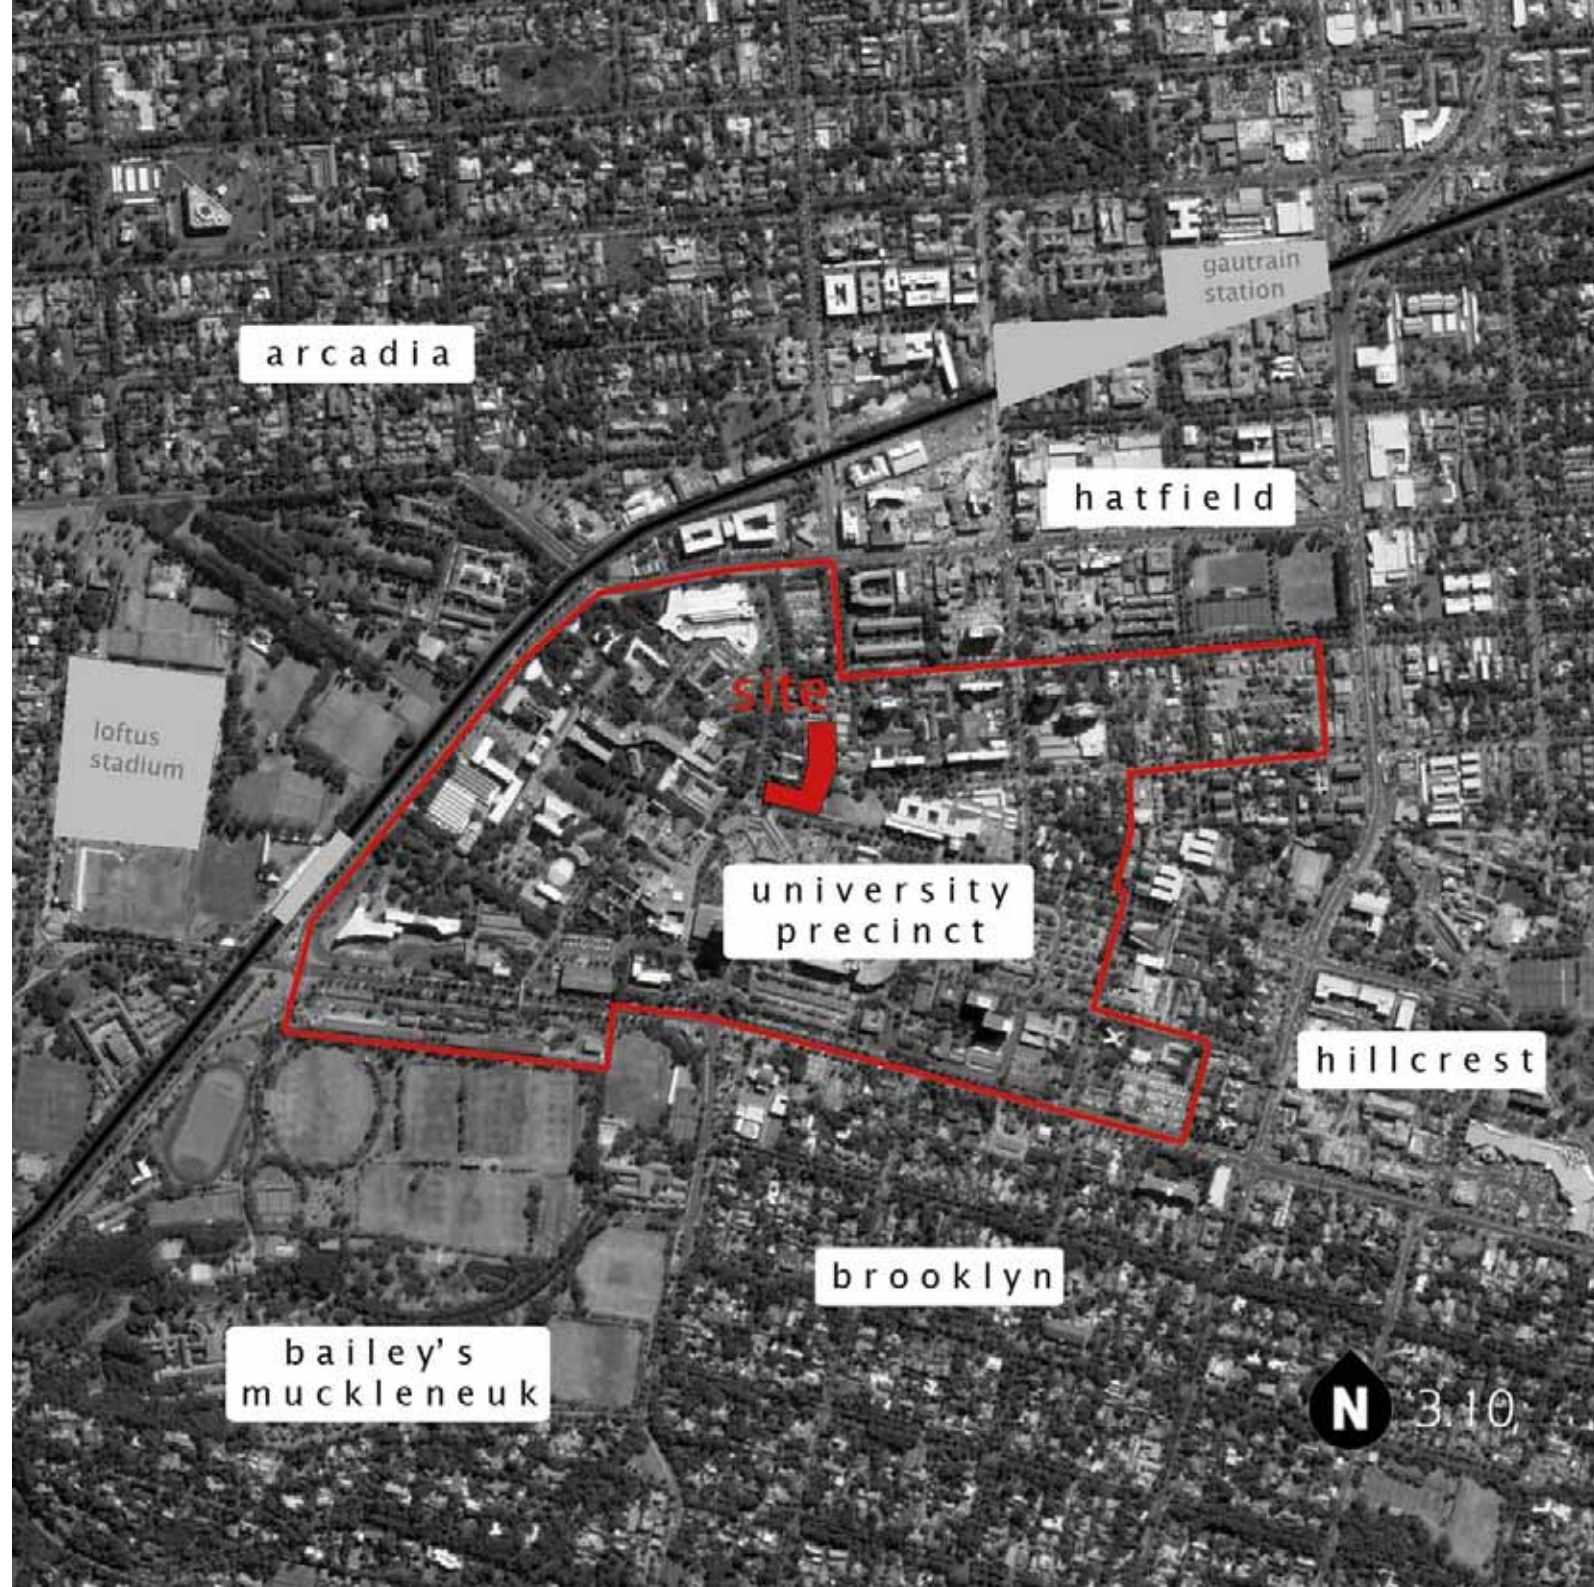 gautrain
station
arcadia
hatfield
site
loftus
stadium
university
precinct
hillcrest
brooklyn
bailey's
muckleneuk
N 3.10,